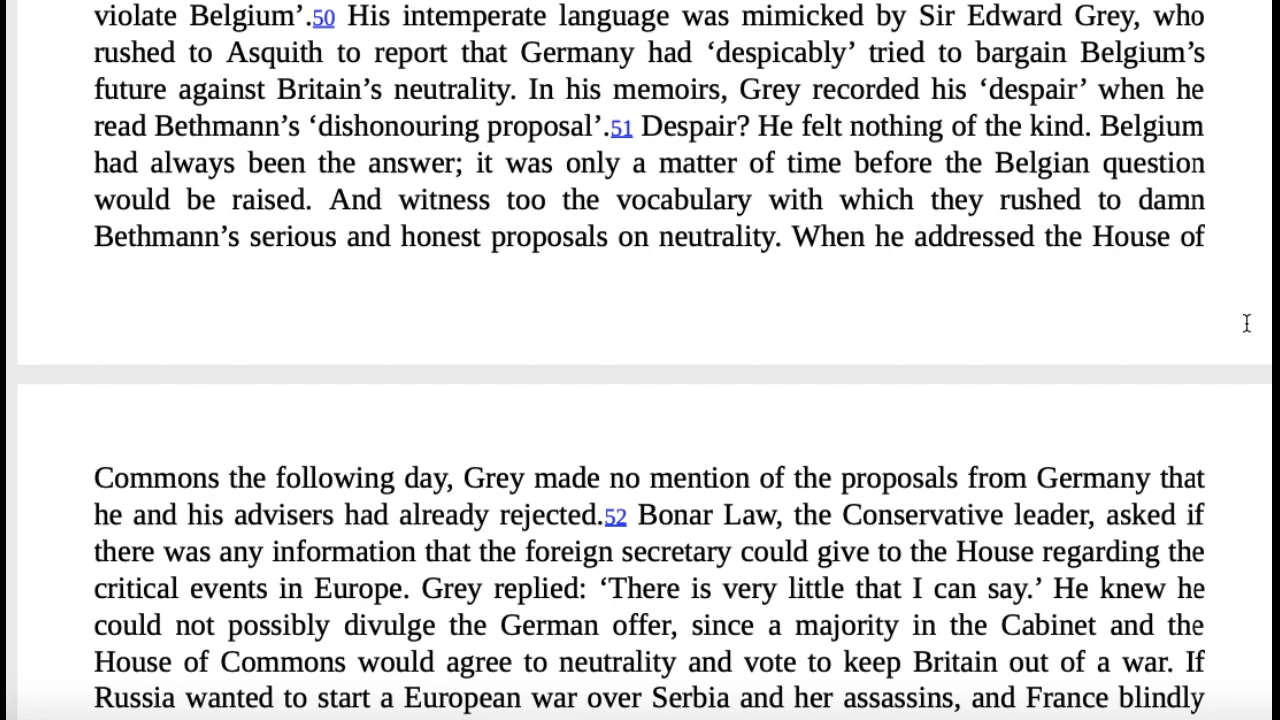 violate Belgium’.50 His intemperate language was mimicked by Sir Edward Grey, who
rushed to Asquith to report that Germany had ‘despicably’ tried to bargain Belgium’s
future against Britain’s neutrality. In his memoirs, Grey recorded his ‘despair’ when he
read Bethmann’s ‘dishonouring proposal’.51 Despair? He felt nothing of the kind. Belgium
had always been the answer; it was only a matter of time before the Belgian question
would be raised. And witness too the vocabulary with which they rushed to damn
Bethmann’s serious and honest proposals on neutrality. When he addressed the House of
Commons the following day, Grey made no mention of the proposals from Germany that
he and his advisers had already rejected.52 Bonar Law, the Conservative leader, asked if
there was any information that the foreign secretary could give to the House regarding the
critical events in Europe. Grey replied: ‘There is very little that I can say.’ He knew he
could not possibly divulge the German offer, since a majority in the Cabinet and the
House of Commons would agree to neutrality and vote to keep Britain out of a war. If
Russia wanted to start a European war over Serbia and her assassins, and France blindly